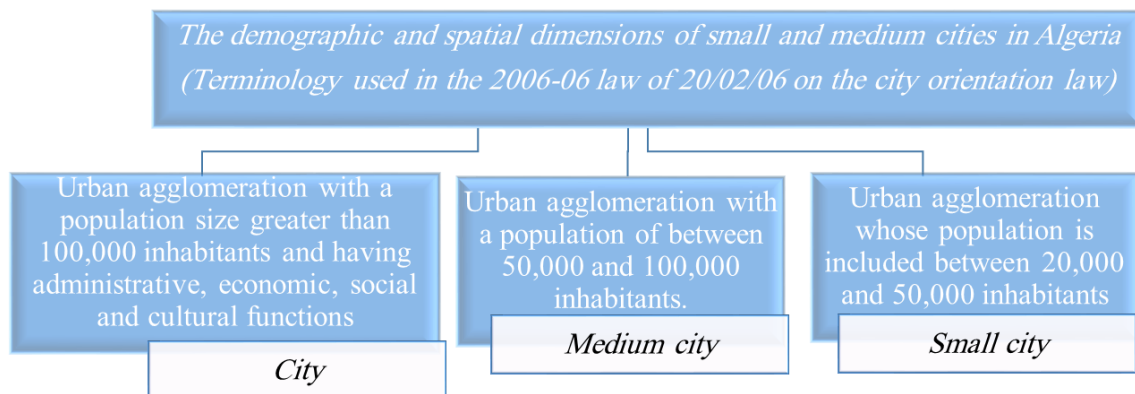 The demographic and spatial dimensions of small and medium cities in Algeria
(Terminology used in the 2006-06 law of 20/02/06 on the city orientation law)
Urban agglomeration with a
population size greater than
100,000 inhabitants and having
administrative, economic, social
and cultural functions
City
Urban agglomeration with
a population of between
50,000 and 100,000
inhabitants.
Medium city
Urban agglomeration
whose population is
included between 20,000
and 50,000 inhabitants
Small city